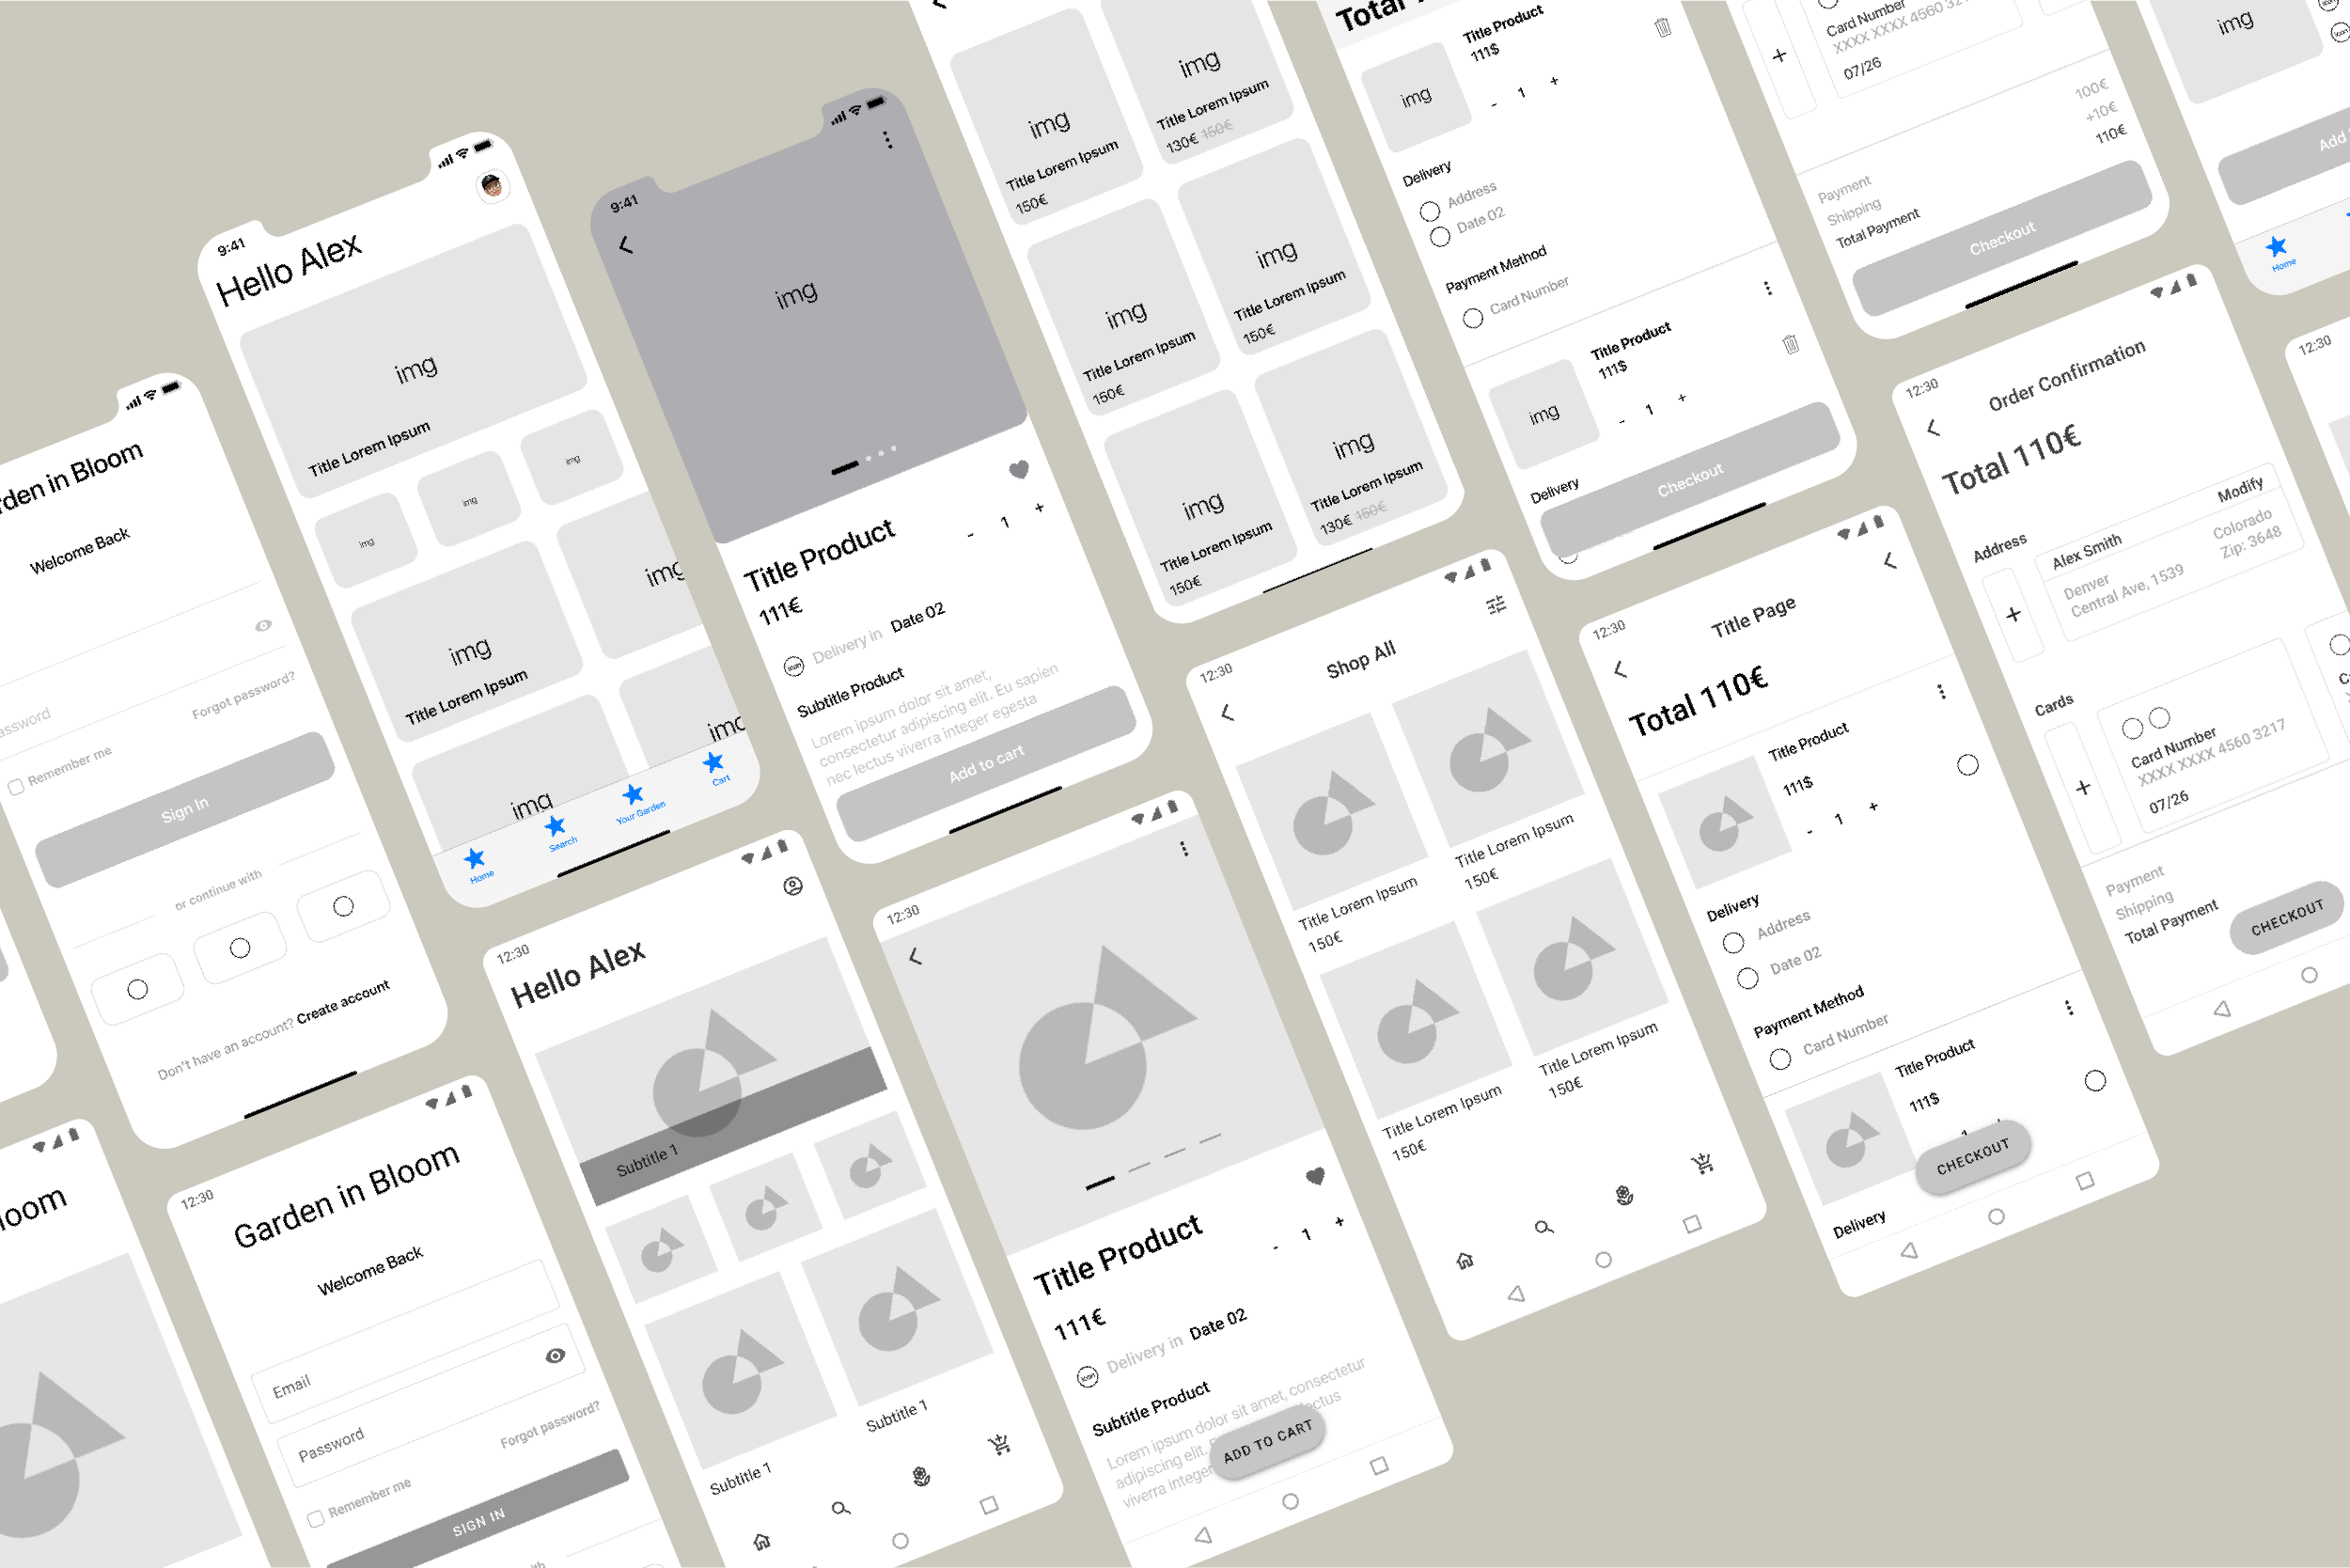 rden in Bloom
Welcome Back
assword
Forgot password?
Remember me
Sign In
or continue with
Don't have an account? Create account
9:41
Hello Alex
img
Title Lorem Ipsum
img
img
img
img
Title Lorem Ipsum
img
img
img
Home
Search
Your Garden
Cart
9:41
img
Title Product
111€
- 1 +
icon
Delivery in Date 02
Subtitle Product
Lorem ipsum dolor sit amet,
consectetur adipiscing elit. Eu sapien
nec lectus viverra integer egesta
Add to cart
img
Title Lorem Ipsum
150€
img
Title Lorem Ipsum
130€ 150€
img
Title Lorem Ipsum
150€
img
Title Lorem Ipsum
150€
img
Title Lorem Ipsum
150€
img
Title Lorem Ipsum
130€ 150€
Total
img
Title Product
111$
- 1 +
Delivery
Address
Date 02
Payment Method
Card Number
img
Title Product
111$
- 1 +
Delivery
Checkout
+
Card Number
XXXX XXXX 4560 321
07/26
100€
+10€
110€
Payment
Shipping
Total Payment
Checkout
img
Add
Home
loom
12:30
Garden in Bloom
Welcome Back
Email
Password
Forgot password?
Remember me
SIGN IN
12:30
Hello Alex
Subtitle 1
Subtitle 1
Subtitle 1
12:30
Title Product
111€
- 1 +
icon
Delivery in Date 02
Subtitle Product
Lorem ipsum dolor sit amet, consectetur
adipiscing elit. E lectus
viverra integer
ADD TO CART
12:30
Shop All
Title Lorem Ipsum
150€
Title Lorem Ipsum
150€
Title Lorem Ipsum
150€
Title Lorem Ipsum
150€
12:30
Title Page
Total 110€
Title Product
111$
- 1 +
Delivery
Address
Date 02
Payment Method
Card Number
Title Product
111$
CHECKOUT
Delivery
12:30
Order Confirmation
Total 110€
Address
Modify
+
Alex Smith
Denver
Central Ave, 1539
Colorado
Zip: 3648
Cards
+
Card Number
XXXX XXXX 4560 3217
07/26
Payment
Shipping
Total Payment
CHECKOUT
12:30